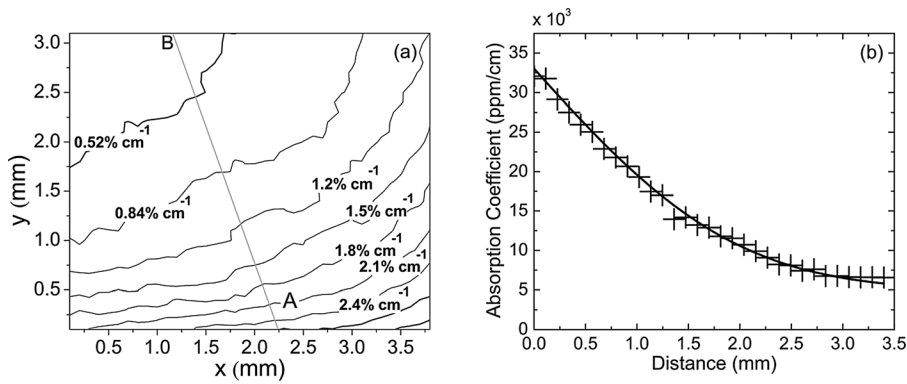 x 10³
(a)
(b)
B
A
0.52% cm⁻¹
0.84% cm⁻¹
1.2% cm⁻¹
1.5% cm⁻¹
1.8% cm⁻¹
2.1% cm⁻¹
2.4% cm⁻¹
3.0
2.5
2.0
1.5
1.0
0.5
y (mm)
0.5 1.0 1.5 2.0 2.5 3.0 3.5
x (mm)
35
30
25
20
15
10
5
0
Absorption Coefficient (ppm/cm)
0.0 0.5 1.0 1.5 2.0 2.5 3.0 3.5
Distance (mm)